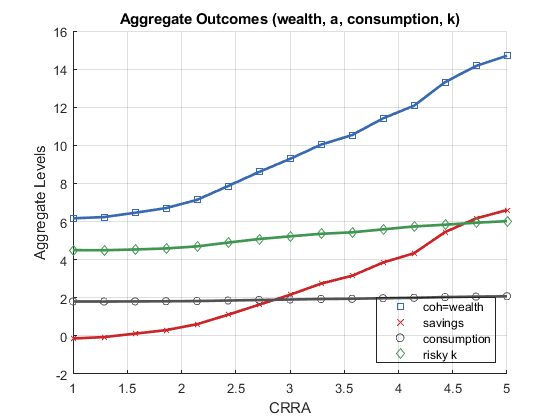 Aggregate Outcomes (wealth, a, consumption, k)
16
14
12
10
8
6
4
2
0
-2
Aggregate Levels
1
1.5
2
2.5
3
3.5
4
4.5
5
CRRA
coh=wealth
savings
consumption
risky k